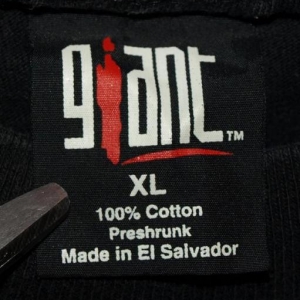 giant™
XL
100% Cotton
Preshrunk
Made in El Salvador